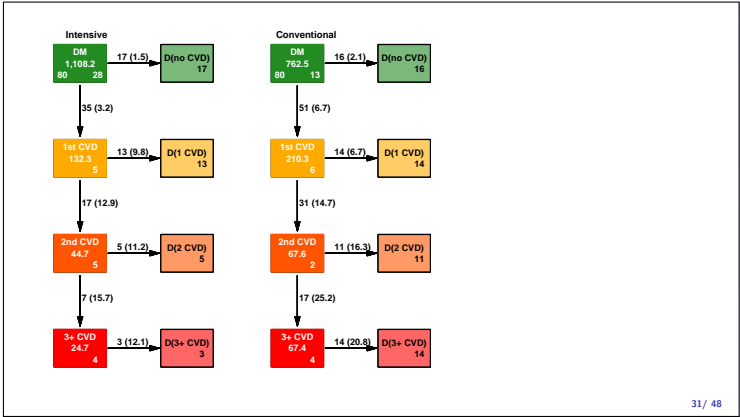 Intensive
DM
1,108.2
80 28
17 (1.5)
D(no CVD)
17
35 (3.2)
1st CVD
132.3
5
13 (9.8)
D(1 CVD)
13
17 (12.9)
2nd CVD
44.7
5
5 (11.2)
D(2 CVD)
5
7 (15.7)
3+ CVD
24.7
4
3 (12.1)
D(3+ CVD)
3
Conventional
DM
762.5
80 13
16 (2.1)
D(no CVD)
16
51 (6.7)
1st CVD
210.3
6
14 (6.7)
D(1 CVD)
14
31 (14.7)
2nd CVD
67.6
2
11 (16.3)
D(2 CVD)
11
17 (25.2)
3+ CVD
67.4
4
14 (20.8)
D(3+ CVD)
14
31/ 48